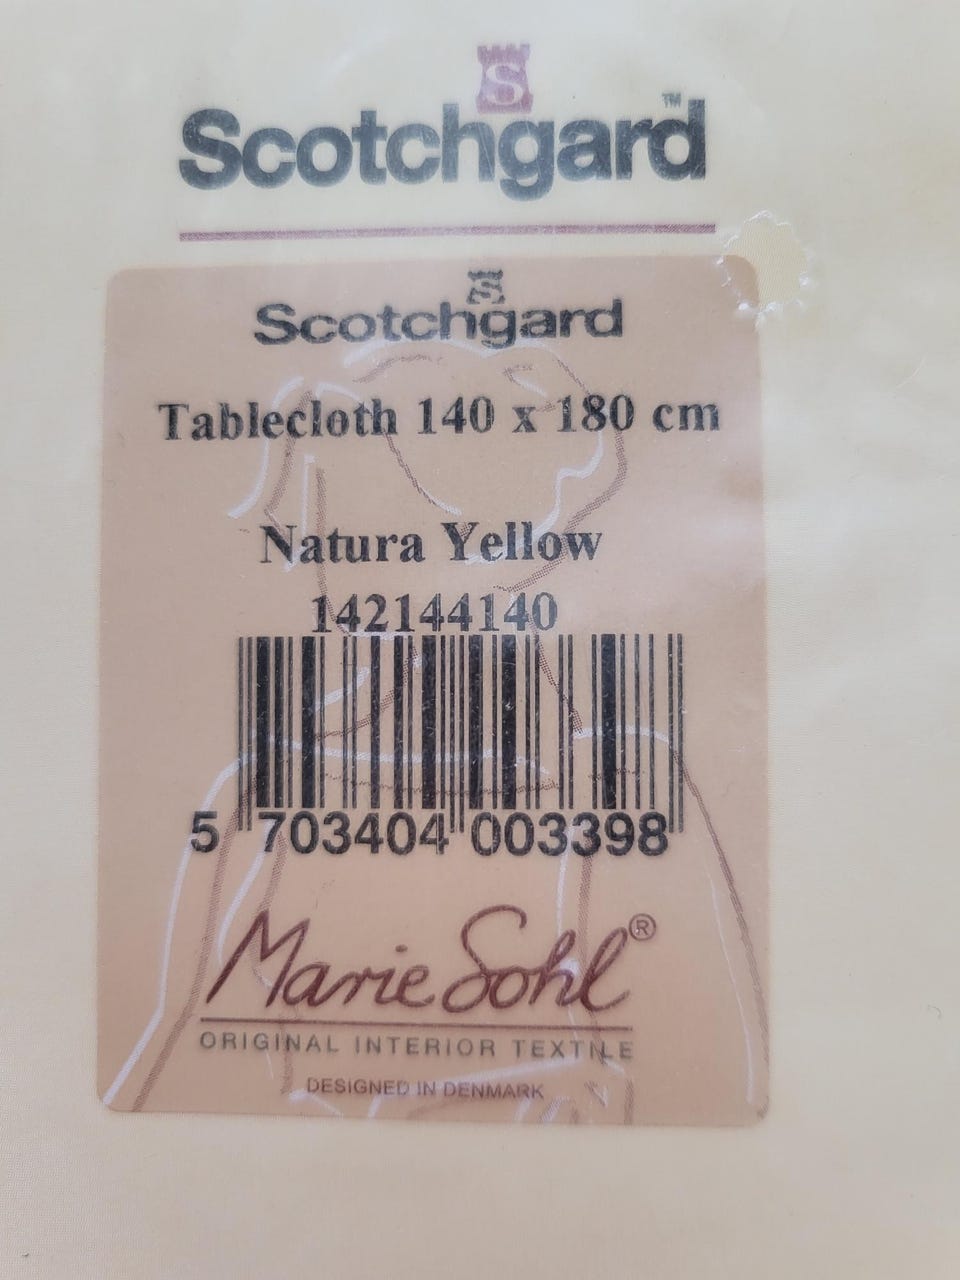 S
Scotchgard™
S
Scotchgard
Tablecloth 140 x 180 cm
Natura Yellow
142144140
5 703404 003398
Marie Sohl®
ORIGINAL INTERIOR TEXTILE
DESIGNED IN DENMARK